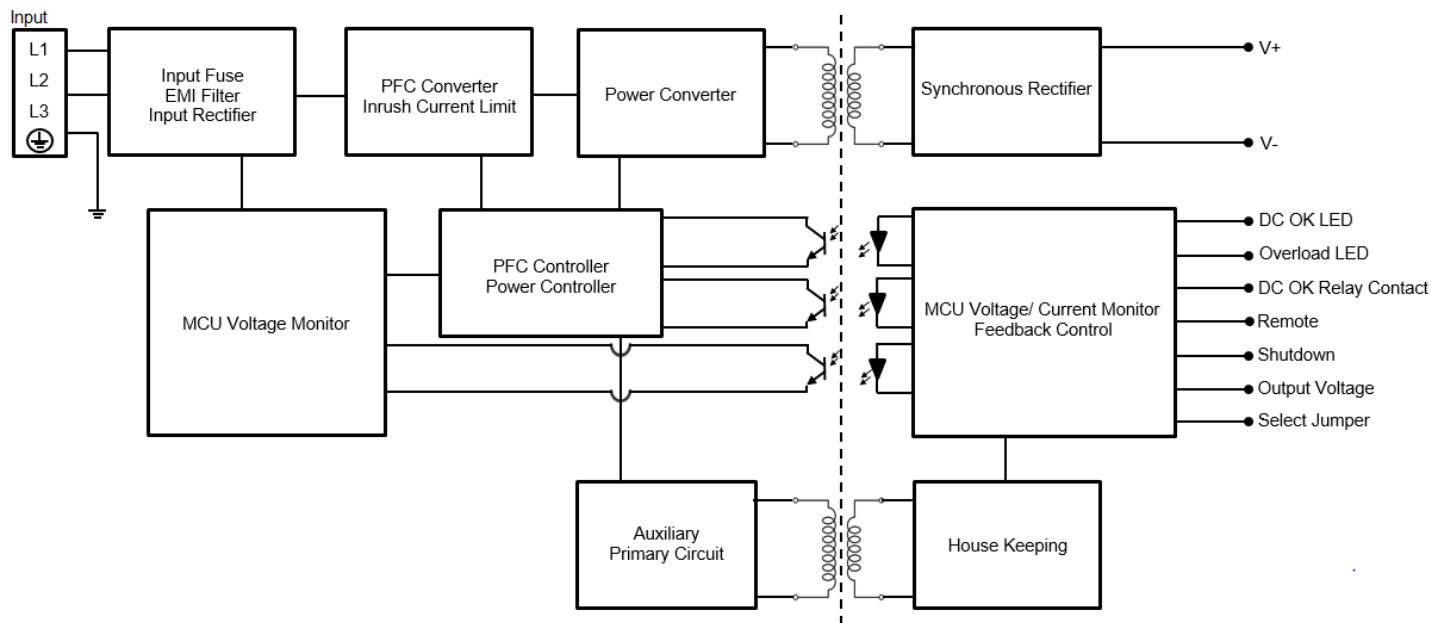 Input
L1
L2
L3
Input Fuse
EMI Filter
Input Rectifier
PFC Converter
Inrush Current Limit
Power Converter
Synchronous Rectifier
V+
V-
MCU Voltage Monitor
PFC Controller
Power Controller
MCU Voltage/ Current Monitor
Feedback Control
DC OK LED
Overload LED
DC OK Relay Contact
Remote
Shutdown
Output Voltage
Select Jumper
Auxiliary
Primary Circuit
House Keeping